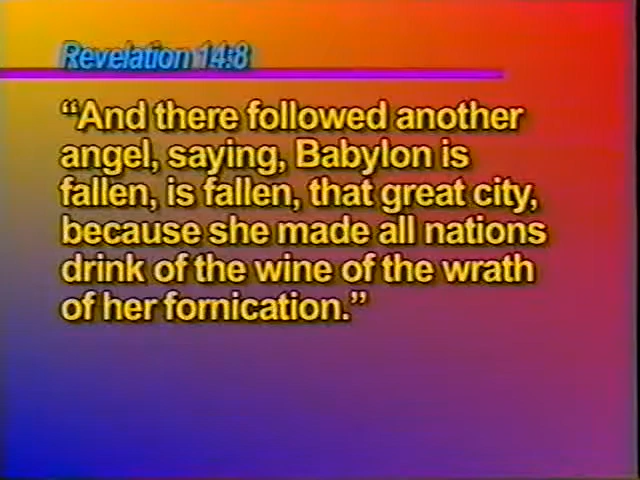 Revelation 14:8
“And there followed another
angel, saying, Babylon is
fallen, is fallen, that great city,
because she made all nations
drink of the wine of the wrath
of her fornication.”